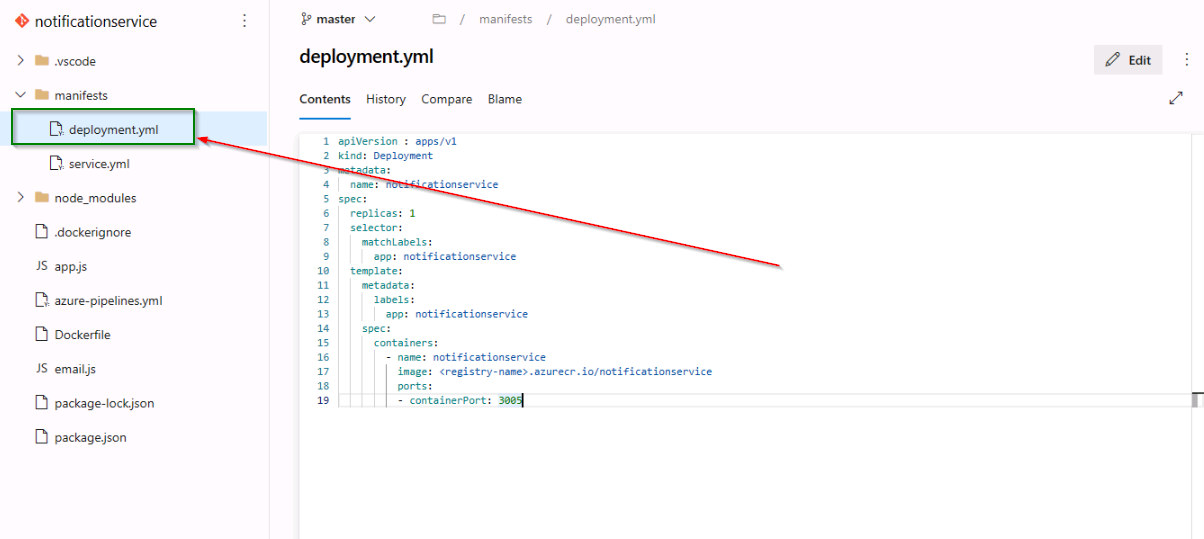 notificationservice
.vscode
manifests
deployment.yml
service.yml
node_modules
.dockerignore
JS app.js
azure-pipelines.yml
Dockerfile
JS email.js
package-lock.json
package.json
master
/ manifests / deployment.yml
deployment.yml
Edit
Contents History Compare Blame
1 apiVersion : apps/v1
2 kind: Deployment
3 metadata:
4 name: notificationservice
5 spec:
6 replicas: 1
7 selector:
8 matchLabels:
9 app: notificationservice
10 template:
11 metadata:
12 labels:
13 app: notificationservice
14 spec:
15 containers:
16 - name: notificationservice
17 image: <registry-name>.azurecr.io/notificationservice
18 ports:
19 - containerPort: 3005